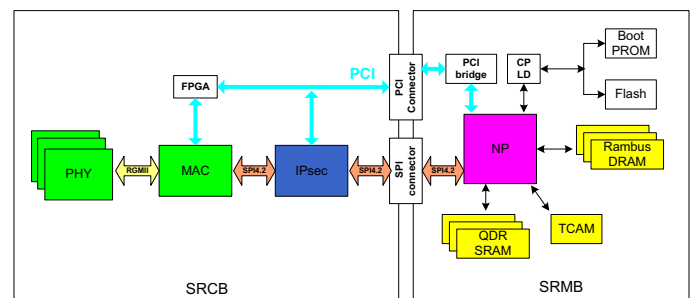 Boot
PROM
PCI
FPGA
PCI
Connector
PCI
bridge
CP
LD
Flash
PHY
RGMII
MAC
SPI4.2
IPsec
SPI4.2
SPI
connector
SPI4.2
NP
Rambus
DRAM
QDR
SRAM
TCAM
SRCB
SRMB